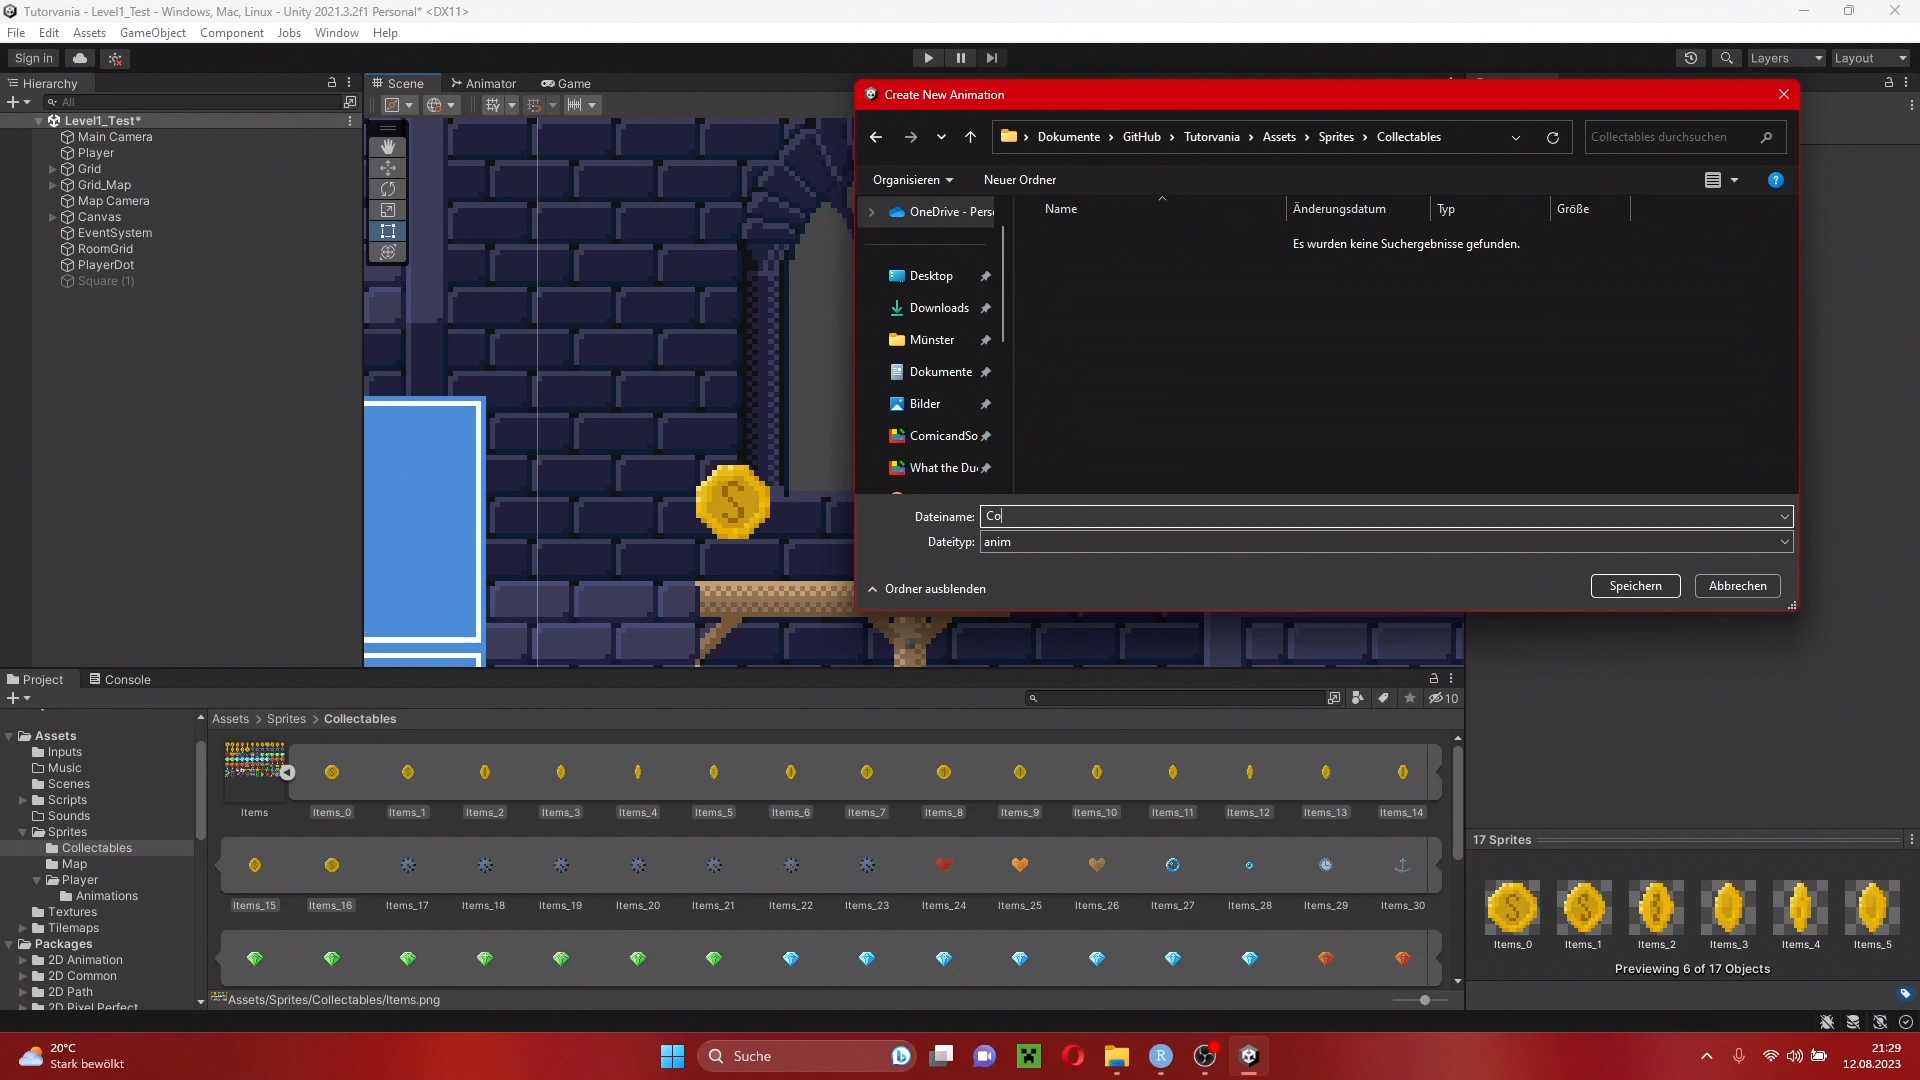 Tutorvania - Level1_Test - Windows, Mac, Linux - Unity 2021.3.2f1 Personal* <DX11>
File Edit Assets GameObject Component Jobs Window Help
Sign in
Layers Layout
Hierarchy
All
Level1_Test*
Main Camera
Player
Grid
Grid_Map
Map Camera
Canvas
EventSystem
RoomGrid
PlayerDot
Square (1)
Scene Animator Game
Create New Animation
Dokumente › GitHub › Tutorvania › Assets › Sprites › Collectables
Collectables durchsuchen
Organisieren Neuer Ordner
OneDrive - Pers
Name Änderungsdatum Typ Größe
Es wurden keine Suchergebnisse gefunden.
Desktop
Downloads
Münster
Dokumente
Bilder
ComicandSo
What the Du
Dateiname: Co
Dateityp: anim
Ordner ausblenden
Speichern Abbrechen
Project Console
10
Assets > Sprites > Collectables
Assets
Inputs
Music
Scenes
Scripts
Sounds
Sprites
Collectables
Map
Player
Animations
Textures
Tilemaps
Packages
2D Animation
2D Common
2D Path
2D Pixel Perfect
Items Items_0 Items_1 Items_2 Items_3 Items_4 Items_5 Items_6 Items_7 Items_8 Items_9 Items_10 Items_11 Items_12 Items_13 Items_14
Items_15 Items_16 Items_17 Items_18 Items_19 Items_20 Items_21 Items_22 Items_23 Items_24 Items_25 Items_26 Items_27 Items_28 Items_29 Items_30
Assets/Sprites/Collectables/Items.png
17 Sprites
Items_0 Items_1 Items_2 Items_3 Items_4 Items_5
Previewing 6 of 17 Objects
20°C
Stark bewölkt
Suche
21:29
12.08.2023